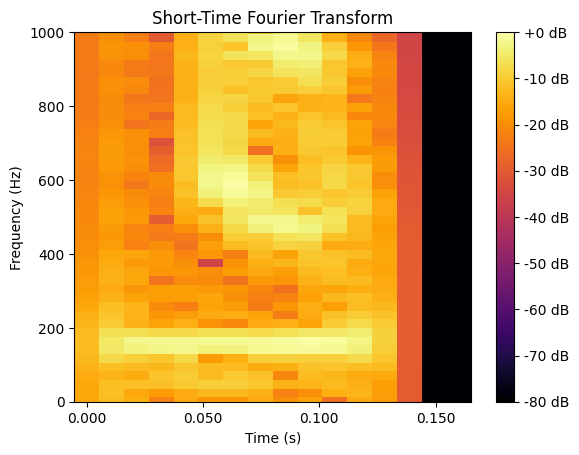 Short-Time Fourier Transform
1000
800
600
400
200
0
Frequency (Hz)
0.000
0.050
0.100
0.150
Time (s)
+0 dB
-10 dB
-20 dB
-30 dB
-40 dB
-50 dB
-60 dB
-70 dB
-80 dB